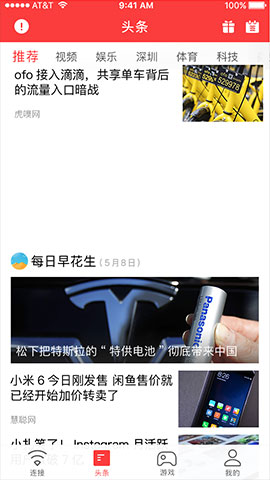 AT&T 9:41 AM 100%
头条
推荐 视频 娱乐 深圳 体育 科技
ofo 接入滴滴，共享单车背后
的流量入口暗战
虎嗅网
529978
每日早花生 (5月8日)
Panasonic
松下把特斯拉的“特供电池”彻底带来中国
小米 6 今日刚发售 闲鱼售价就
已经开始加价转卖了
慧聪网
小扎笑了！Instagram 月活跃
用户突破 7 亿
连接 头条 游戏 我的